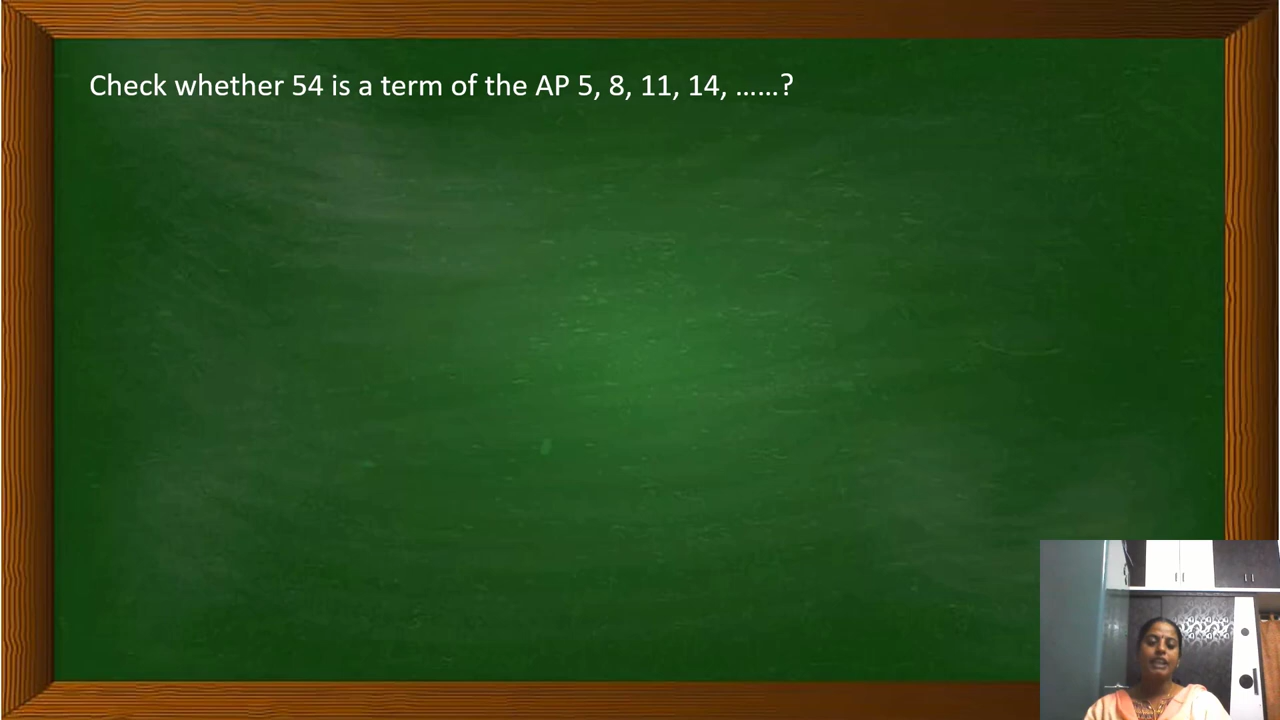 Check whether 54 is a term of the AP 5, 8, 11, 14, ……?